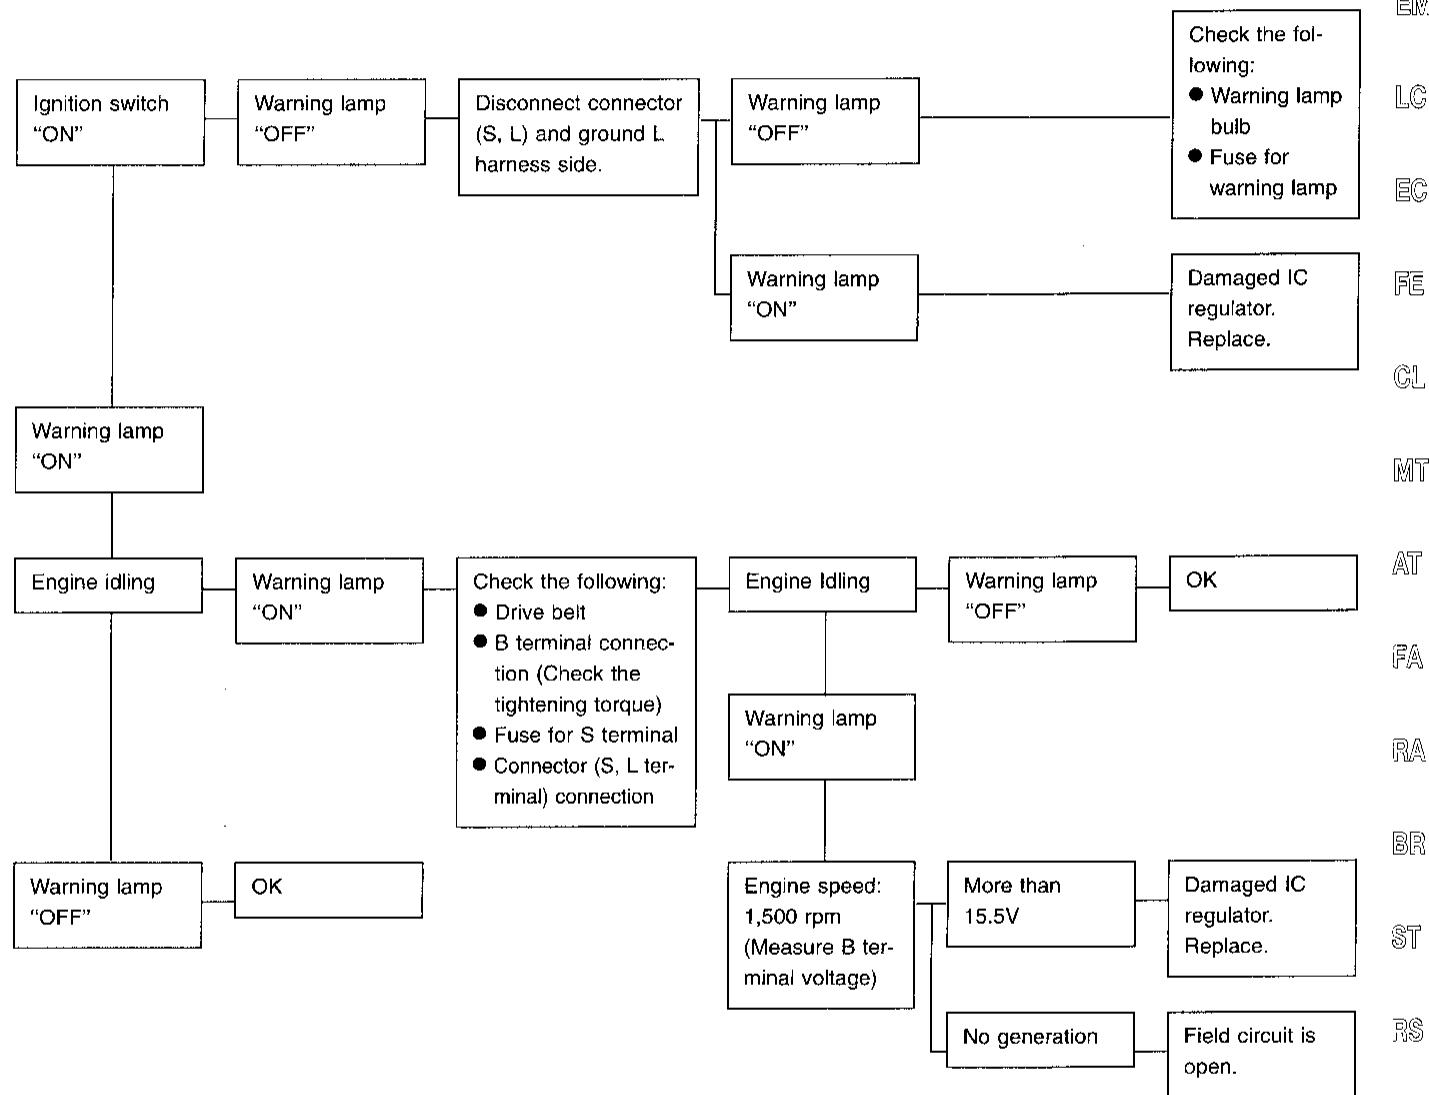 EM
Check the fol-
lowing:
● Warning lamp
bulb
● Fuse for
warning lamp
Ignition switch
“ON”
Warning lamp
“OFF”
Disconnect connector
(S, L) and ground L
harness side.
Warning lamp
“OFF”
LC
EC
Warning lamp
“ON”
Damaged IC
regulator.
Replace.
FE
CL
Warning lamp
“ON”
MT
Engine idling
Warning lamp
“ON”
Check the following:
● Drive belt
● B terminal connec-
tion (Check the
tightening torque)
● Fuse for S terminal
● Connector (S, L ter-
minal) connection
Engine Idling
Warning lamp
“OFF”
OK
AT
FA
Warning lamp
“ON”
RA
BR
Warning lamp
“OFF”
OK
Engine speed:
1,500 rpm
(Measure B ter-
minal voltage)
More than
15.5V
Damaged IC
regulator.
Replace.
ST
No generation
Field circuit is
open.
RS